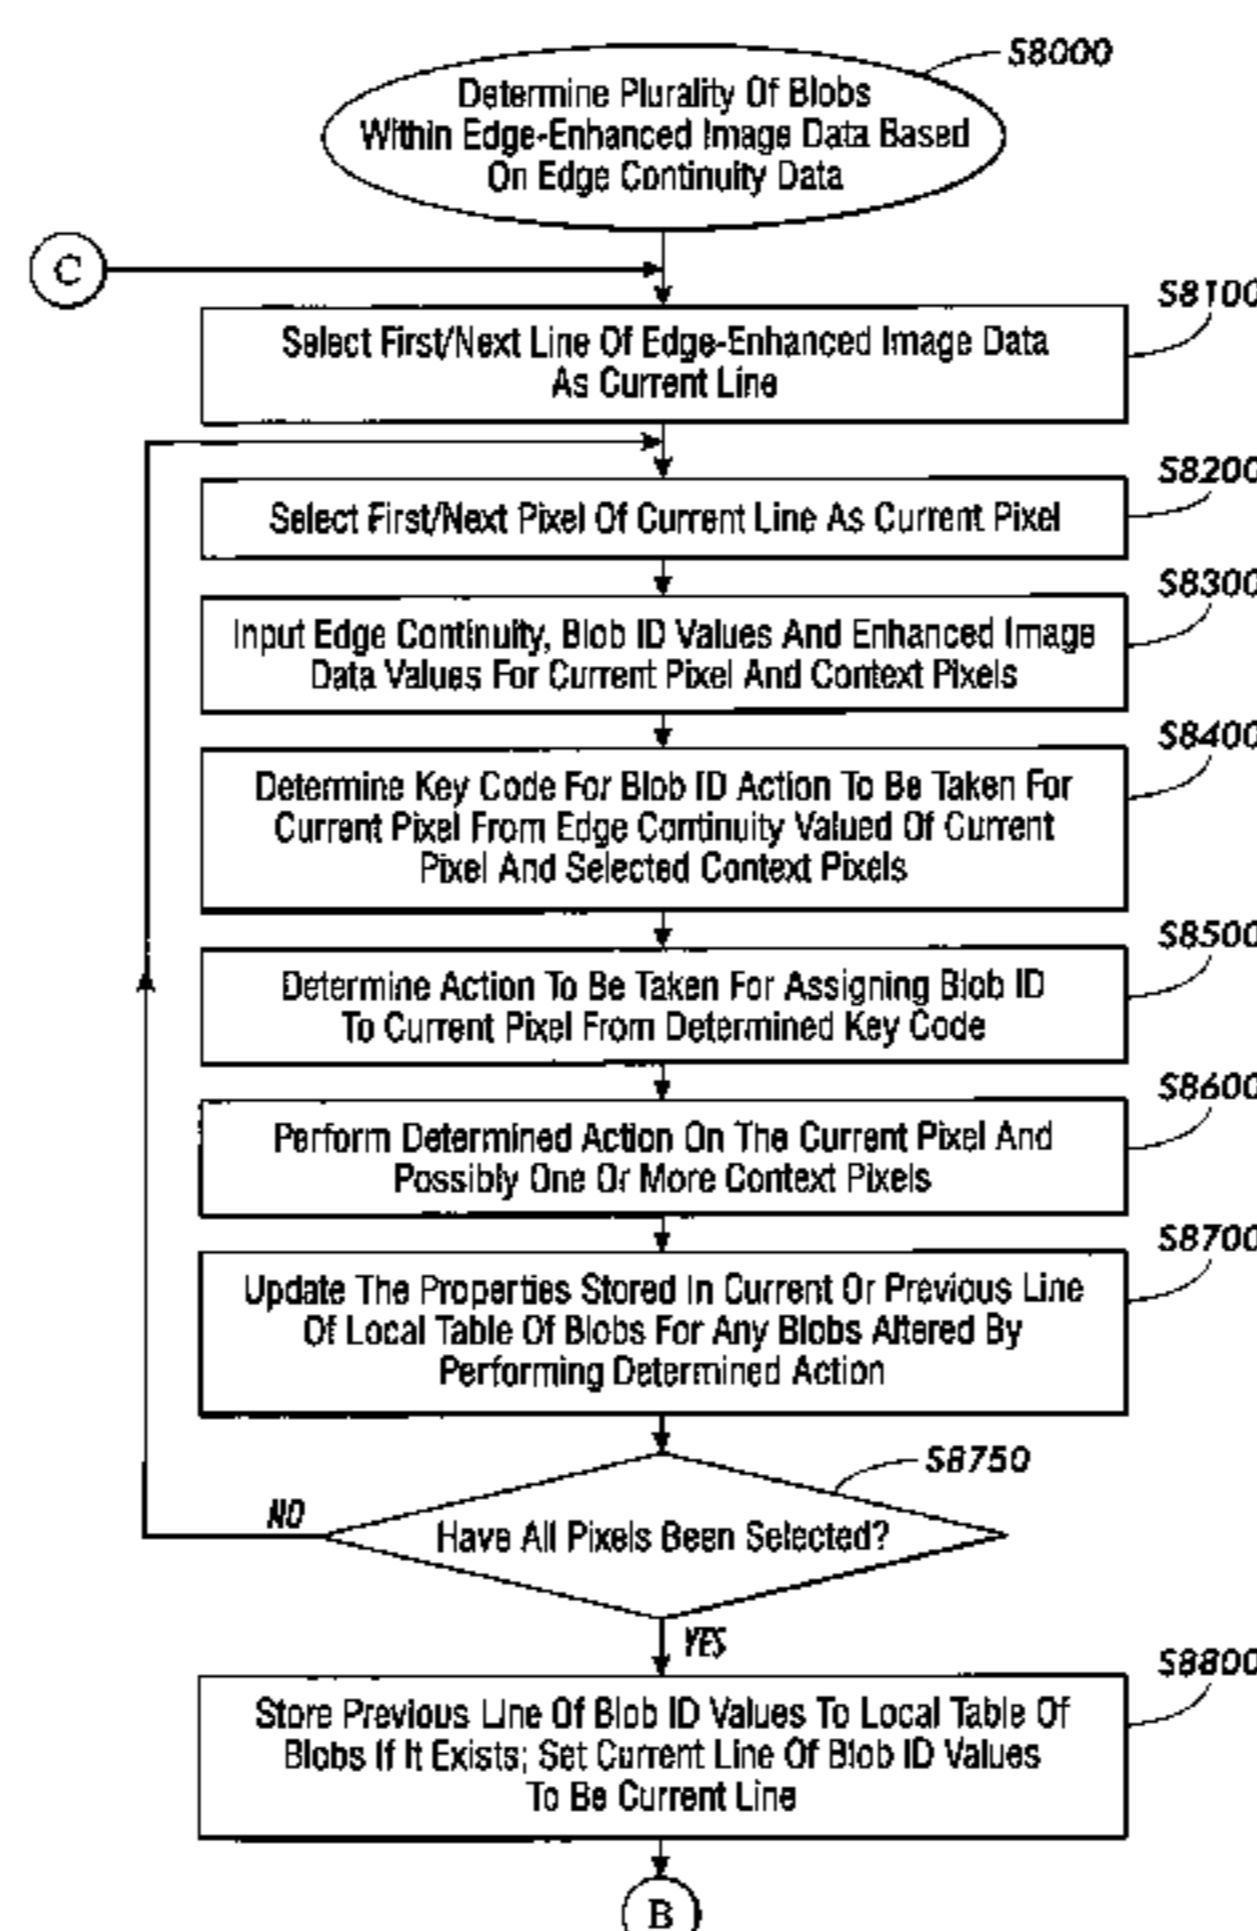 S8000
Determine Plurality Of Blobs
Within Edge-Enhanced Image Data Based
On Edge Continuity Data
C
S8100
Select First/Next Line Of Edge-Enhanced Image Data
As Current Line
S8200
Select First/Next Pixel Of Current Line As Current Pixel
S8300
Input Edge Continuity, Blob ID Values And Enhanced Image
Data Values For Current Pixel And Context Pixels
S8400
Determine Key Code For Blob ID Action To Be Taken For
Current Pixel From Edge Continuity Valued Of Current
Pixel And Selected Context Pixels
S8500
Determine Action To Be Taken For Assigning Blob ID
To Current Pixel From Determined Key Code
S8600
Perform Determined Action On The Current Pixel And
Possibly One Or More Context Pixels
S8700
Update The Properties Stored In Current Or Previous Line
Of Local Table Of Blobs For Any Blobs Altered By
Performing Determined Action
S8750
NO
Have All Pixels Been Selected?
YES
S8800
Store Previous Line Of Blob ID Values To Local Table Of
Blobs If It Exists; Set Current Line Of Blob ID Values
To Be Current Line
B